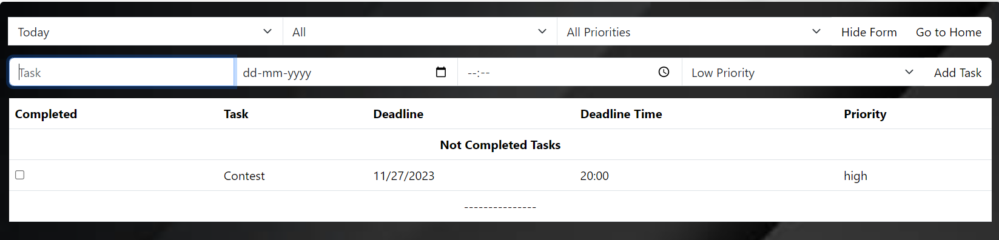 Today All All Priorities Hide Form Go to Home
Task dd-mm-yyyy --:-- Low Priority Add Task
Completed Task Deadline Deadline Time Priority
Not Completed Tasks
Contest 11/27/2023 20:00 high
---------------